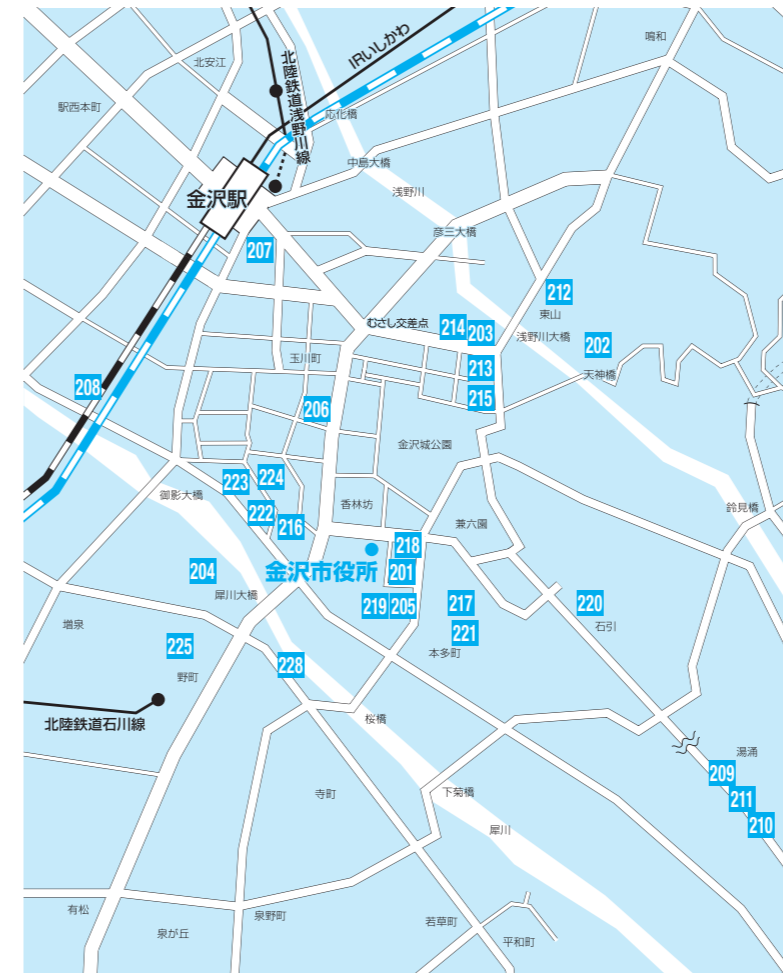 鳴和
IRいしかわ
北安江
北陸鉄道浅野川線
駅西本町
応化橋
中島大橋
浅野川
金沢駅
彦三大橋
207
212
東山
むさし交差点
214
203
浅野川大橋
202
玉川町
213
天神橋
208
215
206
金沢城公園
223
224
御影大橋
香林坊
鈴見橋
222
216
兼六園
218
金沢市役所
204
201
犀川大橋
219
205
217
220
増泉
221
石引
225
本多町
228
野町
桜橋
北陸鉄道石川線
湯涌
209
寺町
下菊橋
211
210
犀川
有松
泉野町
若草町
泉が丘
平和町